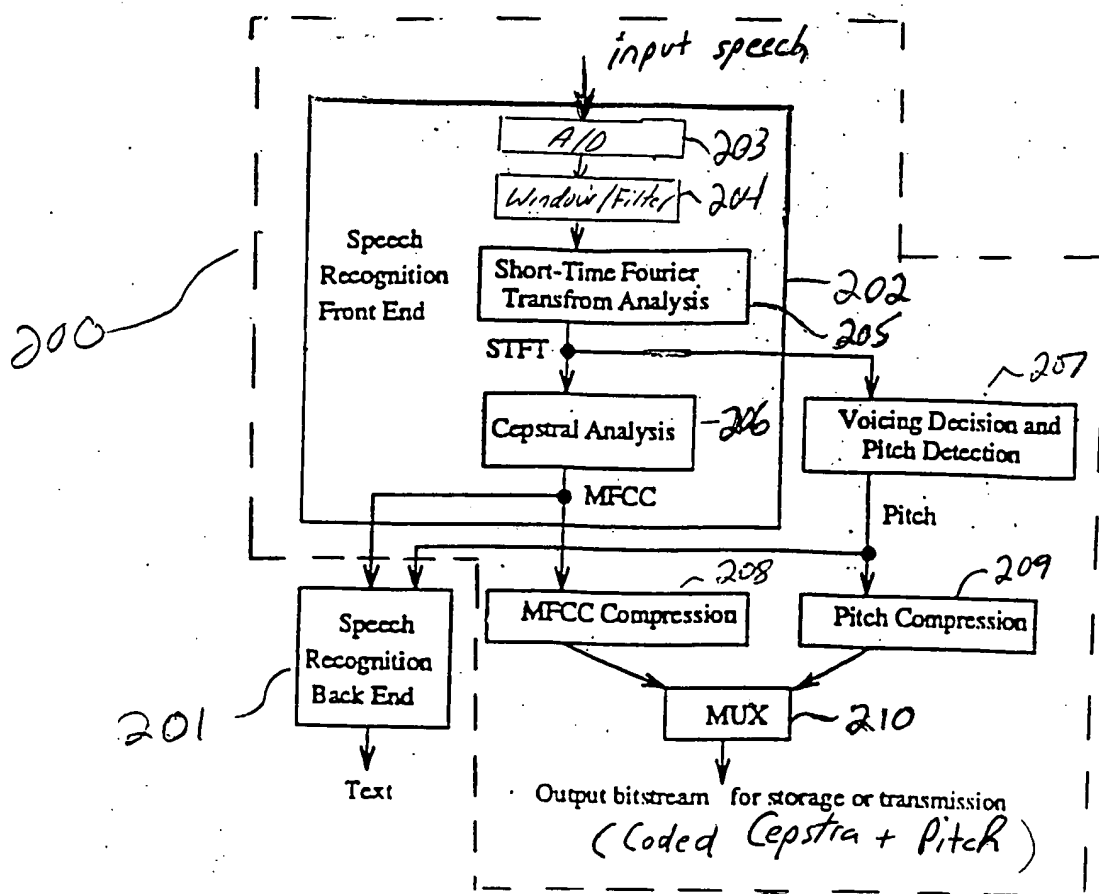 input speech
A/D
203
Window/Filter
204
Speech
Recognition
Front End
Short-Time Fourier
Transfrom Analysis
202
205
200
STFT
207
Cepstral Analysis
206
Voicing Decision and
Pitch Detection
MFCC
Pitch
208
209
MFCC Compression
Pitch Compression
Speech
Recognition
Back End
201
MUX
210
Text
Output bitstream for storage or transmission
(Coded Cepstra + Pitch)